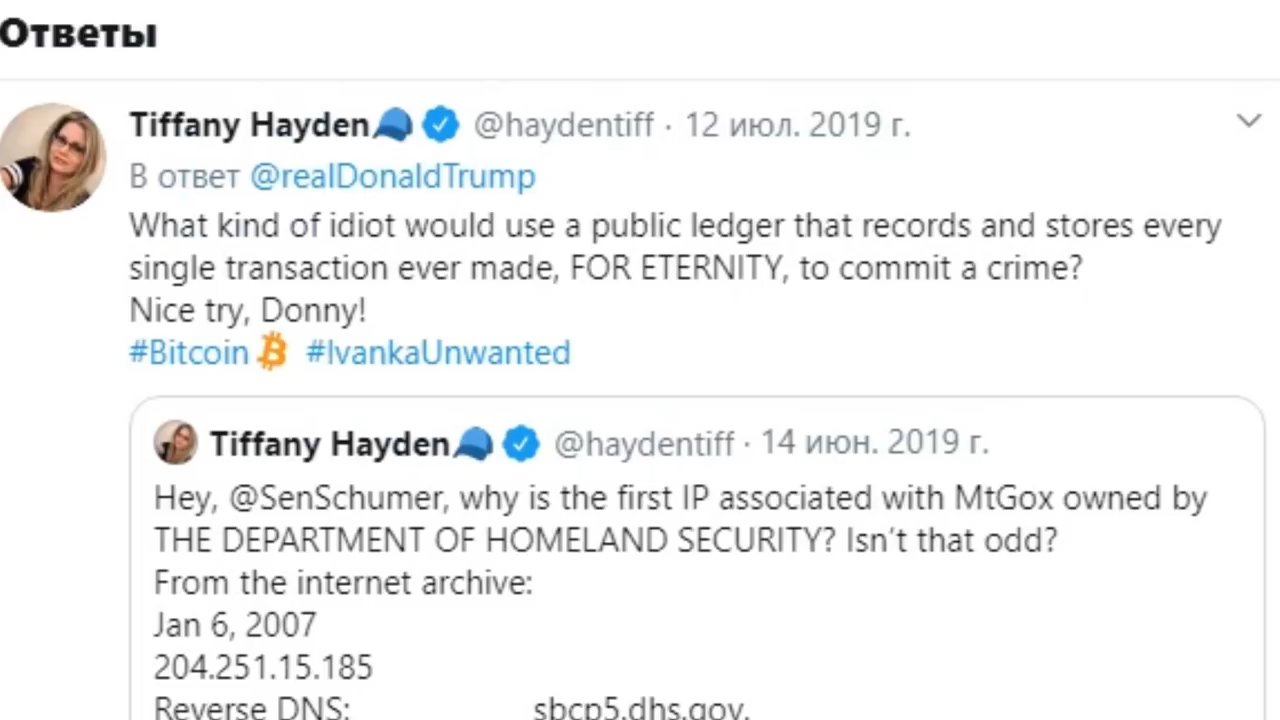 Ответы
Tiffany Hayden @haydentiff · 12 июл. 2019 г.
В ответ @realDonaldTrump
What kind of idiot would use a public ledger that records and stores every
single transaction ever made, FOR ETERNITY, to commit a crime?
Nice try, Donny!
#Bitcoin #IvankaUnwanted
Tiffany Hayden @haydentiff · 14 июн. 2019 г.
Hey, @SenSchumer, why is the first IP associated with MtGox owned by
THE DEPARTMENT OF HOMELAND SECURITY? Isn’t that odd?
From the internet archive:
Jan 6, 2007
204.251.15.185
Reverse DNS: sbcp5.dhs.gov.